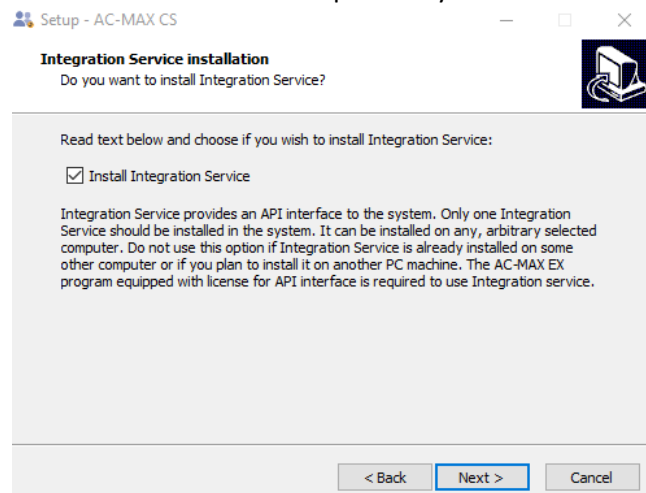 Setup - AC-MAX CS
Integration Service installation
Do you want to install Integration Service?
Read text below and choose if you wish to install Integration Service:
Install Integration Service
Integration Service provides an API interface to the system. Only one Integration
Service should be installed in the system. It can be installed on any, arbitrary selected
computer. Do not use this option if Integration Service is already installed on some
other computer or if you plan to install it on another PC machine. The AC-MAX EX
program equipped with license for API interface is required to use Integration service.
< Back Next > Cancel